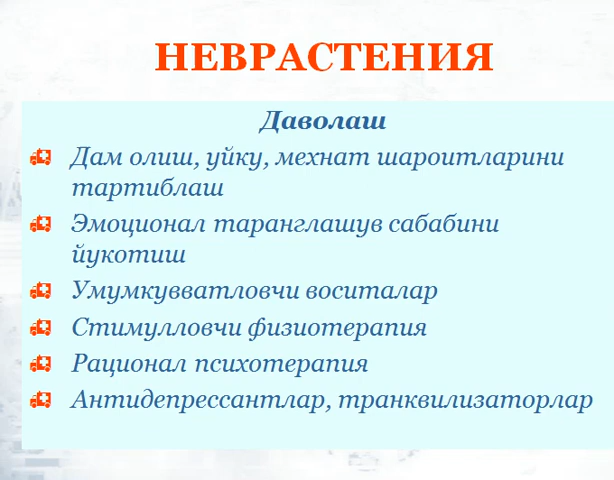 НЕВРАСТЕНИЯ
Даволаш
Дам олиш, уйку, мехнат шароитларини
тартиблаш
Эмоционал таранглашув сабабини
йукотиш
Умумкувватловчи воситалар
Стимулловчи физиотерапия
Рационал психотерапия
Антидепрессантлар, транквилизаторлар